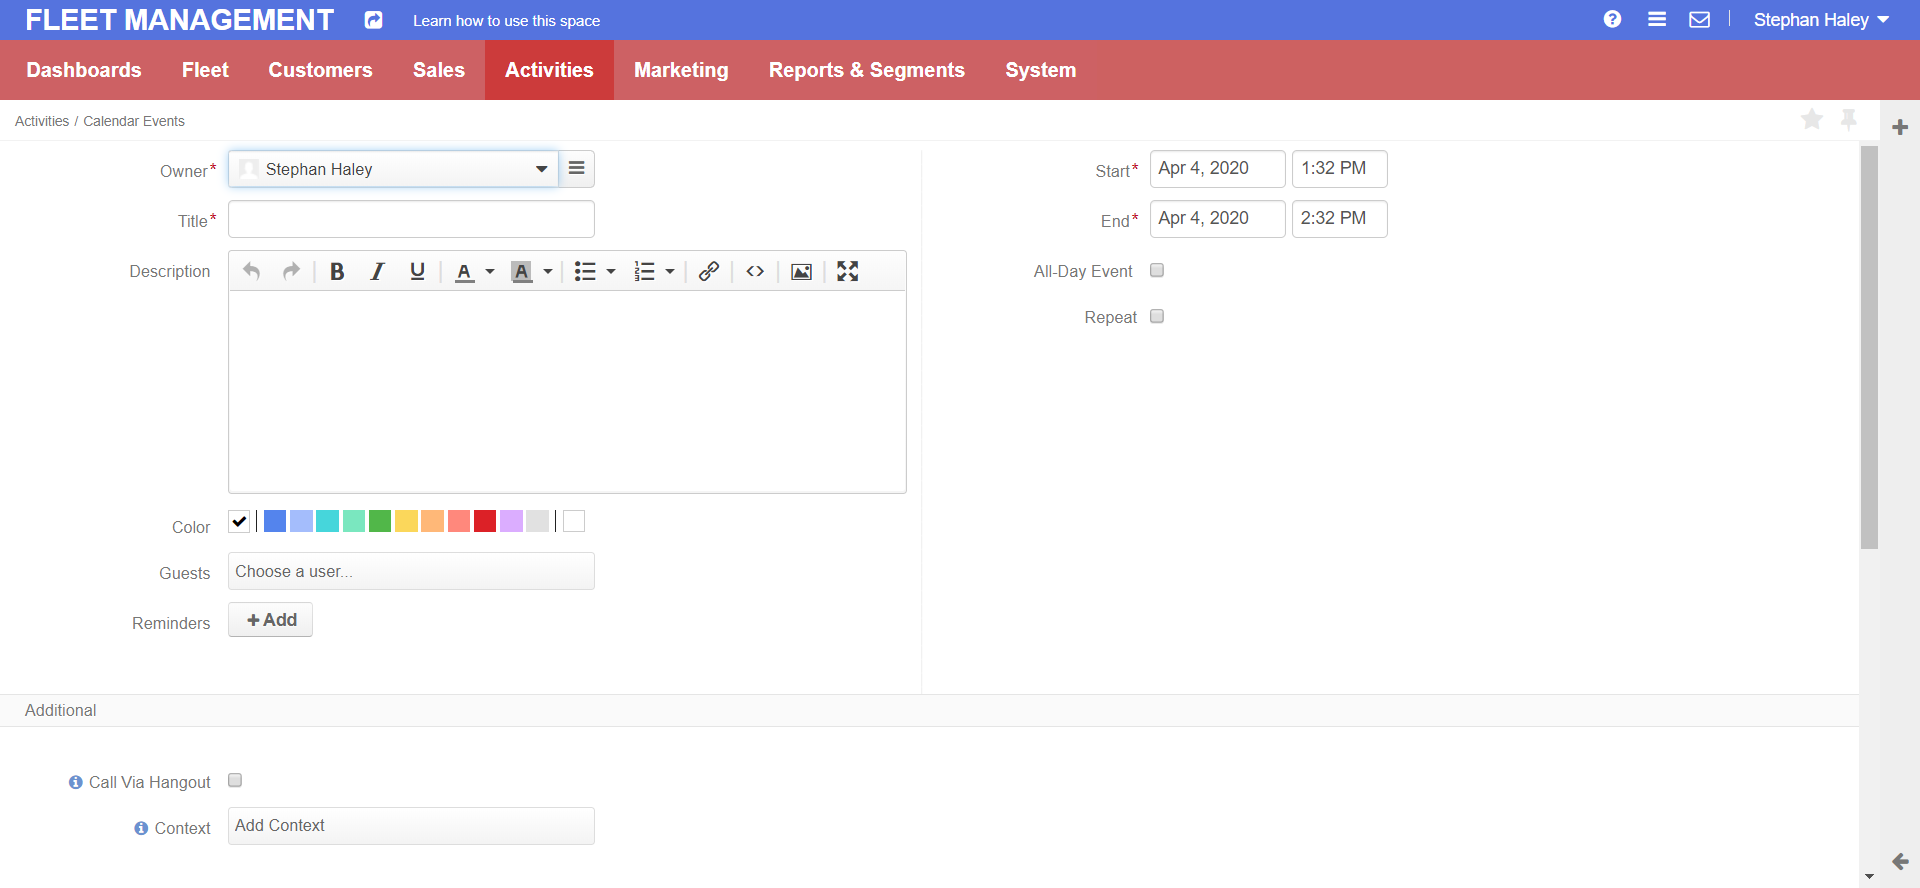 FLEET MANAGEMENT Learn how to use this space Stephan Haley
Dashboards Fleet Customers Sales Activities Marketing Reports & Segments System
Activities / Calendar Events
Owner* Stephan Haley
Title*
Description
B I U A A
Color
Guests Choose a user...
Reminders + Add
Start* Apr 4, 2020 1:32 PM
End* Apr 4, 2020 2:32 PM
All-Day Event
Repeat
Additional
Call Via Hangout
Context Add Context